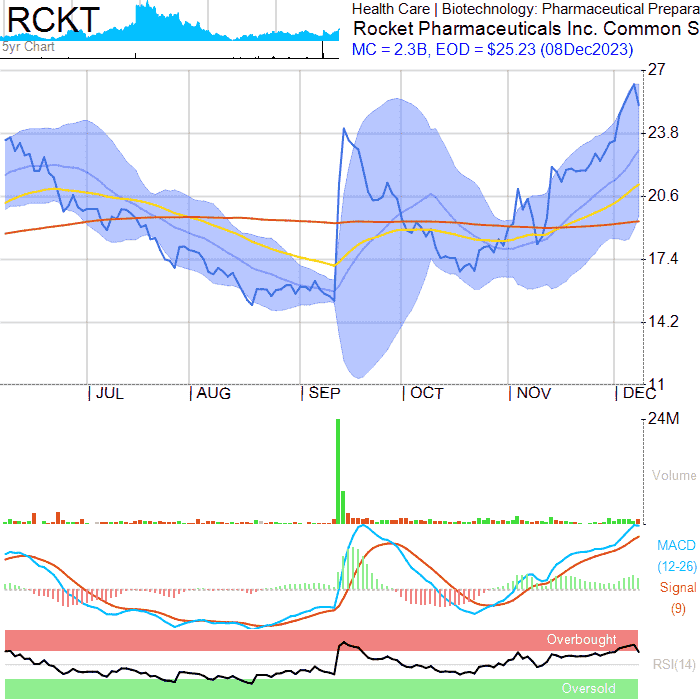 RCKT
5yr Chart
Health Care | Biotechnology: Pharmaceutical Prepara
Rocket Pharmaceuticals Inc. Common S
MC = 2.3B, EOD = $25.23 (08Dec2023)
27
23.8
20.6
17.4
14.2
11
JUL AUG SEP OCT NOV DEC
24M
Volume
MACD
(12-26)
Signal
(9)
Overbought
RSI(14)
Oversold